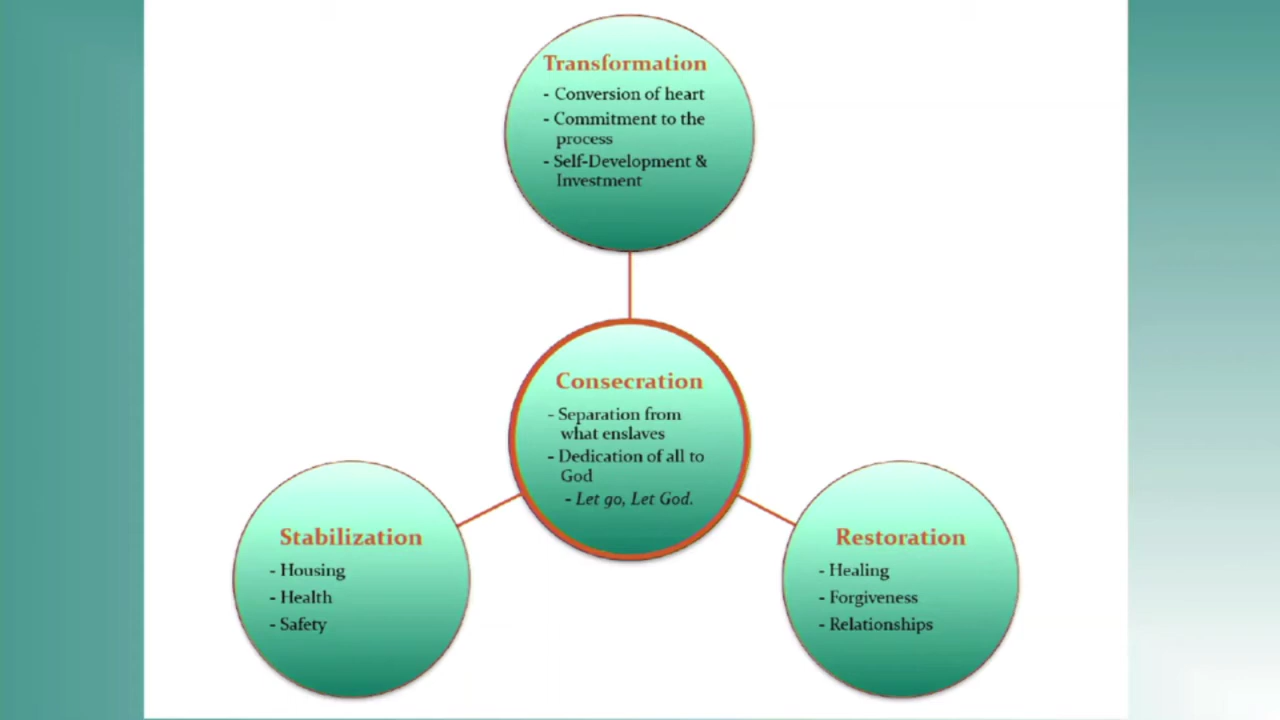 Transformation
- Conversion of heart
- Commitment to the
process
- Self-Development &
Investment
Consecration
- Separation from
what enslaves
- Dedication of all to
God
- Let go, Let God.
Stabilization
- Housing
- Health
- Safety
Restoration
- Healing
- Forgiveness
- Relationships